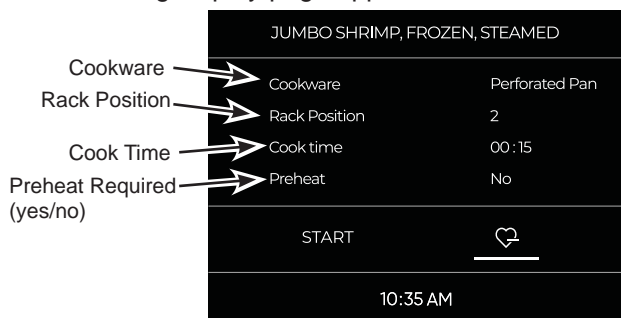 JUMBO SHRIMP, FROZEN, STEAMED
Cookware
Cookware Perforated Pan
Rack Position
Rack Position 2
Cook Time
Cook time 00:15
Preheat Required
(yes/no)
Preheat No
START
10:35 AM